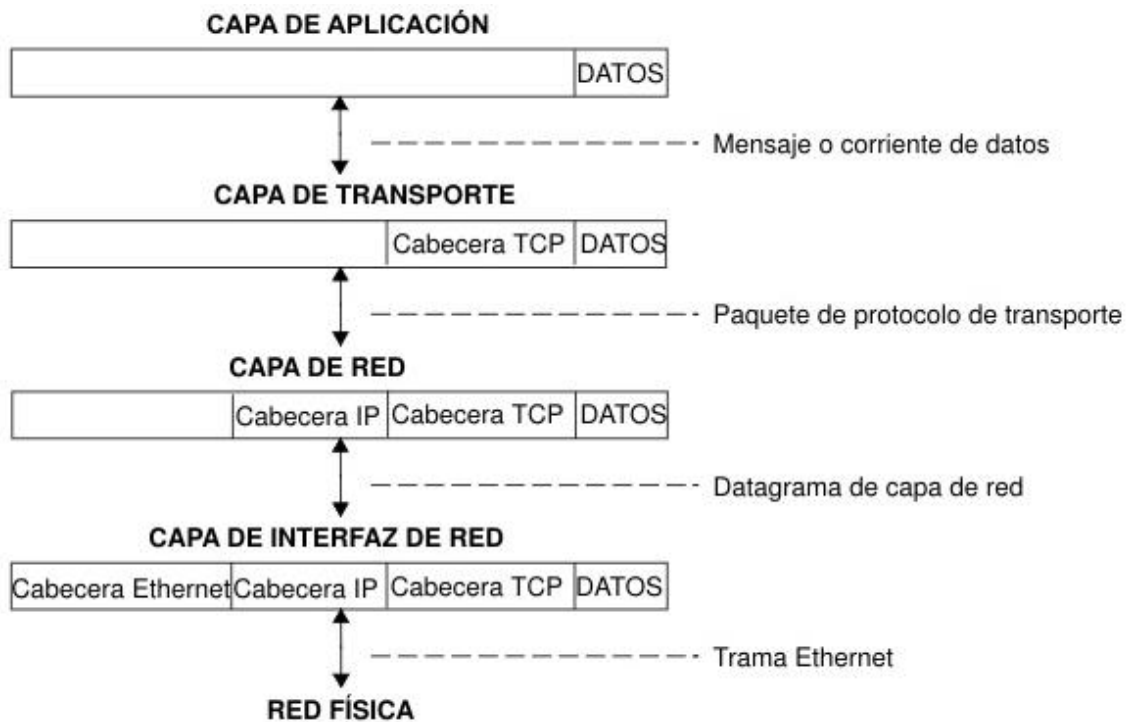 CAPA DE APLICACIÓN
DATOS
Mensaje o corriente de datos
CAPA DE TRANSPORTE
Cabecera TCP DATOS
Paquete de protocolo de transporte
CAPA DE RED
Cabecera IP Cabecera TCP DATOS
Datagrama de capa de red
CAPA DE INTERFAZ DE RED
Cabecera Ethernet Cabecera IP Cabecera TCP DATOS
Trama Ethernet
RED FÍSICA